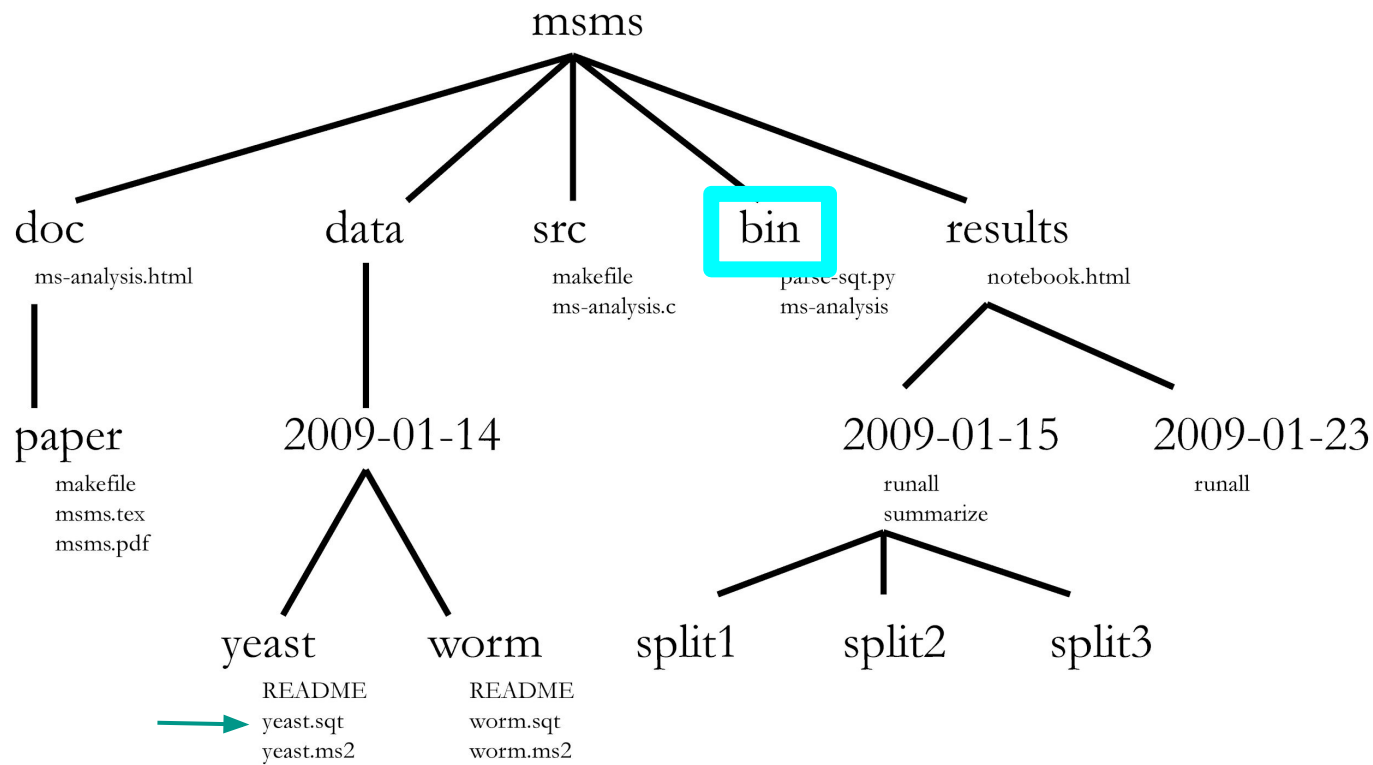 msms
doc
data
src
bin
results
ms-analysis.html
makefile
ms-analysis.c
parse-sqt.py
ms-analysis
notebook.html
paper
makefile
msms.tex
msms.pdf
2009-01-14
2009-01-15
runall
summarize
2009-01-23
runall
yeast
README
yeast.sqt
yeast.ms2
worm
README
worm.sqt
worm.ms2
split1
split2
split3